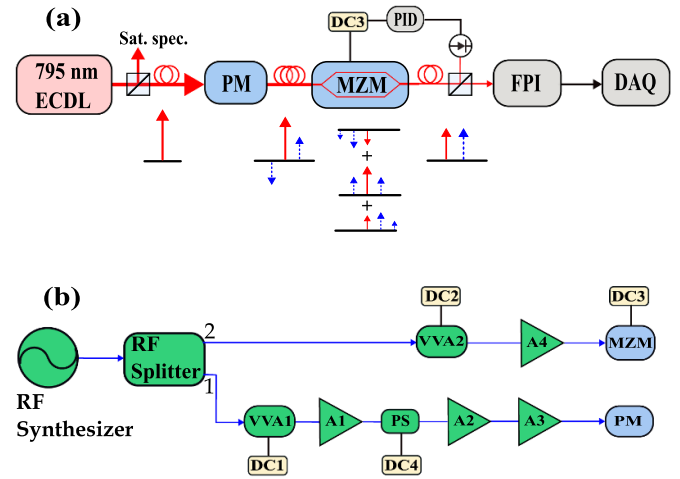 (a)
DC3
PID
Sat. spec.
795 nm
ECDL
PM
MZM
FPI
DAQ
+
+
(b)
DC2
DC3
2
RF
Splitter
VVA2
A4
MZM
1
RF
Synthesizer
VVA1
A1
PS
A2
A3
PM
DC1
DC4